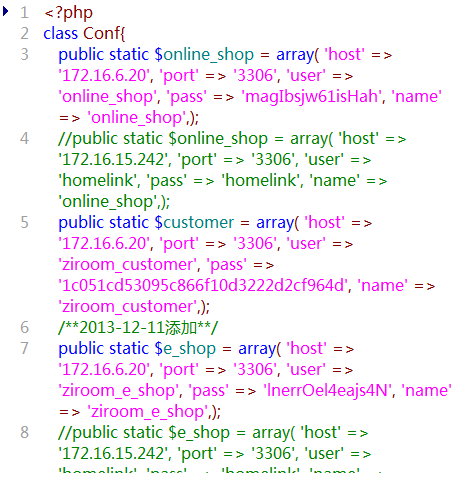 1 <?php
2 class Conf{
3 public static $online_shop = array( 'host' =>
'172.16.6.20', 'port' => '3306', 'user' =>
'online_shop', 'pass' => 'magIbsjw61isHah', 'name'
=> 'online_shop',);
4 //public static $online_shop = array( 'host' =>
'172.16.15.242', 'port' => '3306', 'user' =>
'homelink', 'pass' => 'homelink', 'name' =>
'online_shop',);
5 public static $customer = array( 'host' =>
'172.16.6.20', 'port' => '3306', 'user' =>
'ziroom_customer', 'pass' =>
'1c051cd53095c866f10d3222d2cf964d', 'name' =>
'ziroom_customer',);
6 /**2013-12-11添加**/
7 public static $e_shop = array( 'host' =>
'172.16.6.20', 'port' => '3306', 'user' =>
'ziroom_e_shop', 'pass' => 'lnerrOel4eajs4N', 'name'
=> 'ziroom_e_shop',);
8 //public static $e_shop = array( 'host' =>
'172.16.15.242', 'port' => '3306', 'user' =>
'homelink', 'pass' => 'homelink', 'name' =>